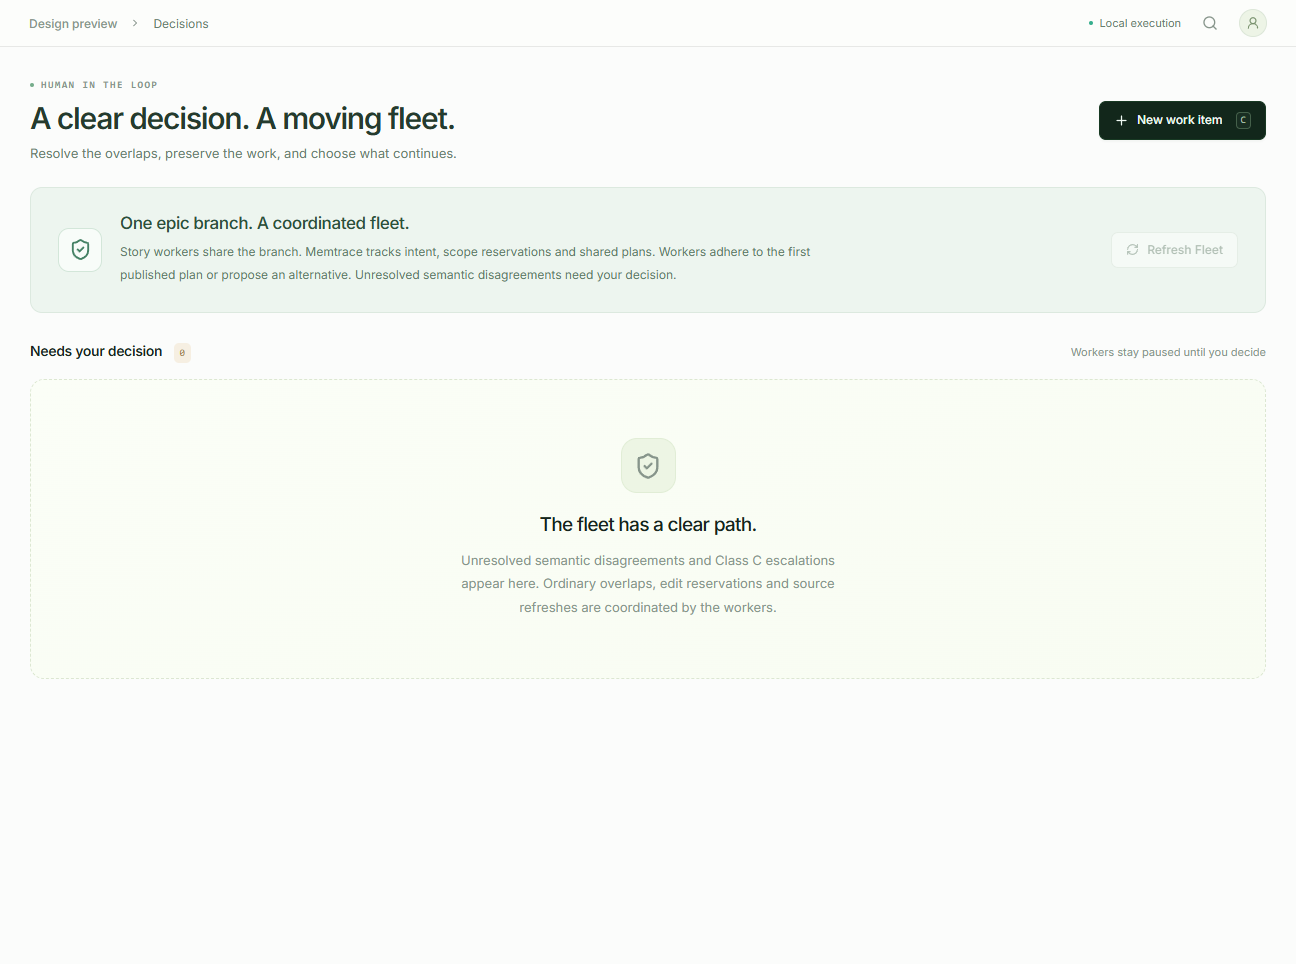 Design preview > Decisions
Local execution
HUMAN IN THE LOOP
A clear decision. A moving fleet.
New work item C
Resolve the overlaps, preserve the work, and choose what continues.
One epic branch. A coordinated fleet.
Story workers share the branch. Memtrace tracks intent, scope reservations and shared plans. Workers adhere to the first
published plan or propose an alternative. Unresolved semantic disagreements need your decision.
Refresh Fleet
Needs your decision 0
Workers stay paused until you decide
The fleet has a clear path.
Unresolved semantic disagreements and Class C escalations
appear here. Ordinary overlaps, edit reservations and source
refreshes are coordinated by the workers.